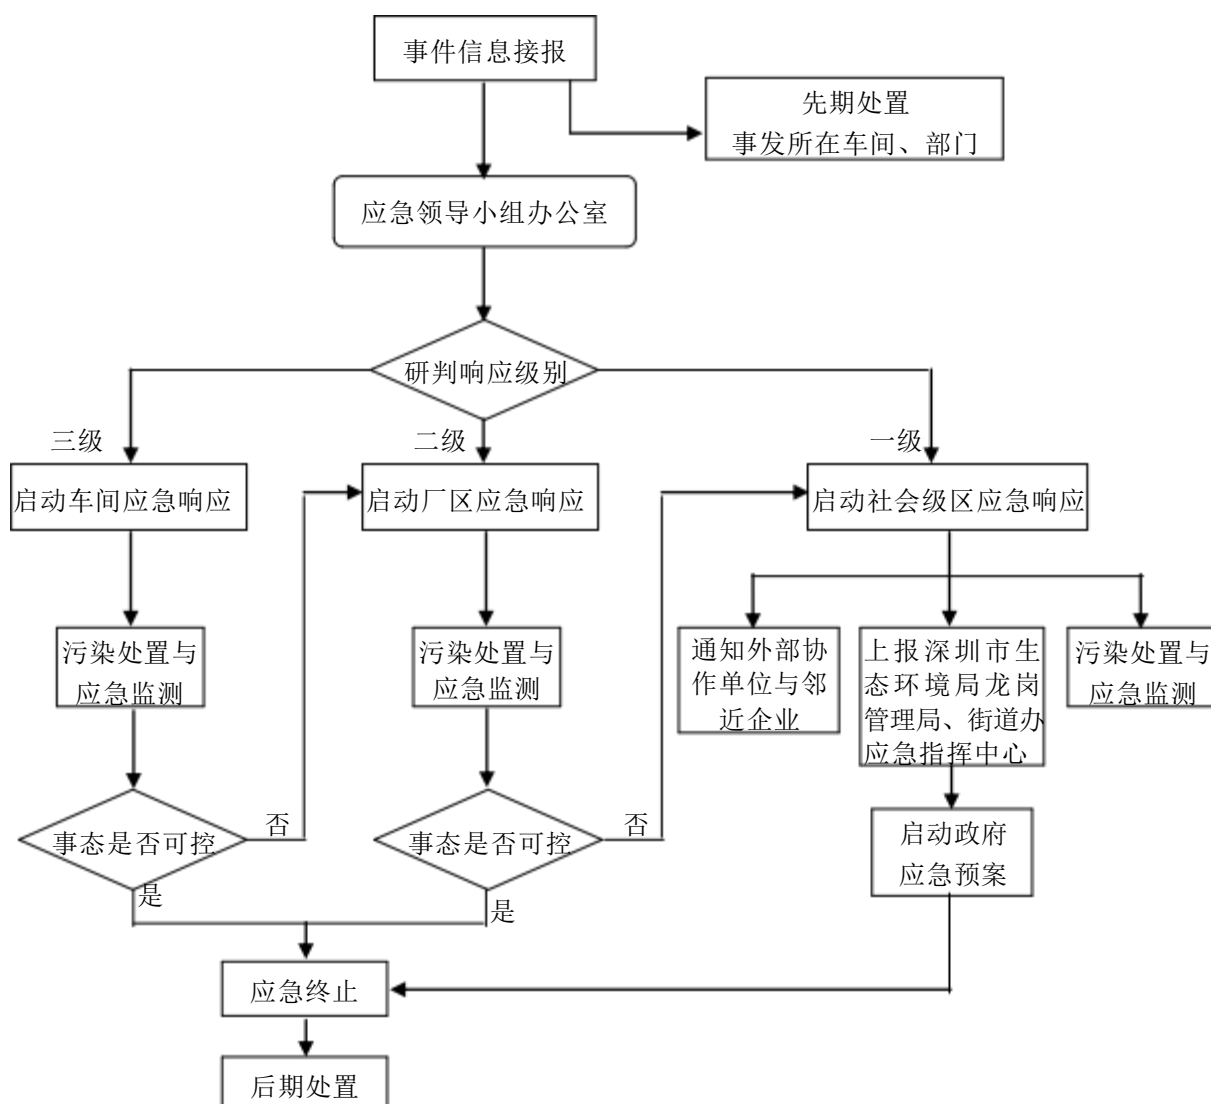 事件信息接报
先期处置
事发所在车间、部门
应急领导小组办公室
研判响应级别
三级
二级
一级
启动车间应急响应
启动厂区应急响应
启动社会级区应急响应
污染处置与
应急监测
污染处置与
应急监测
通知外部协
作单位与邻
近企业
上报深圳市生
态环境局龙岗
管理局、街道办
应急指挥中心
污染处置与
应急监测
事态是否可控
否
是
事态是否可控
否
是
启动政府
应急预案
应急终止
后期处置